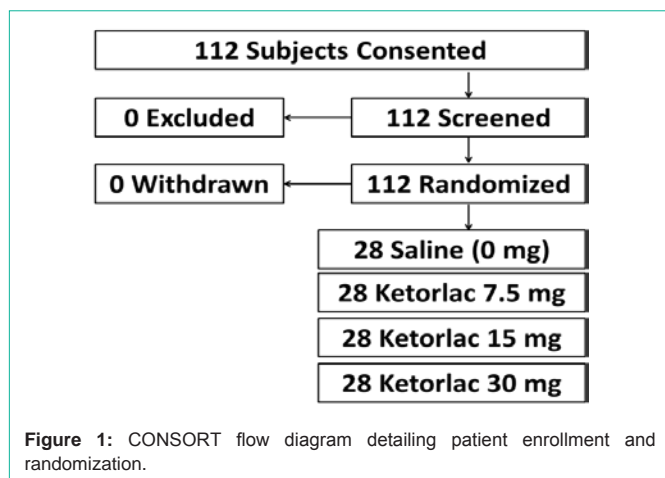 112 Subjects Consented
0 Excluded
112 Screened
0 Withdrawn
112 Randomized
28 Saline (0 mg)
28 Ketorlac 7.5 mg
28 Ketorlac 15 mg
28 Ketorlac 30 mg
Figure 1: CONSORT flow diagram detailing patient enrollment and
randomization.